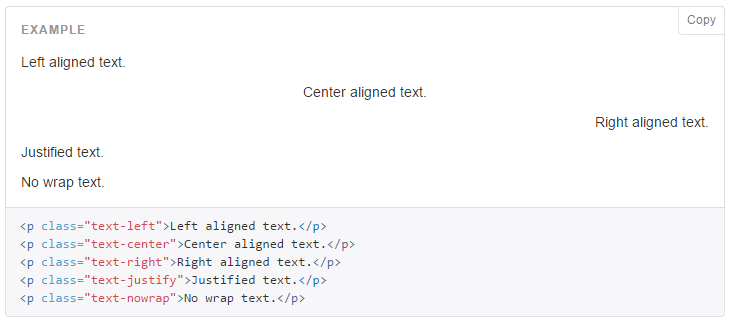 Copy
EXAMPLE
Left aligned text.
Center aligned text.
Right aligned text.
Justified text.
No wrap text.
<p class="text-left">Left aligned text.</p>
<p class="text-center">Center aligned text.</p>
<p class="text-right">Right aligned text.</p>
<p class="text-justify">Justified text.</p>
<p class="text-nowrap">No wrap text.</p>